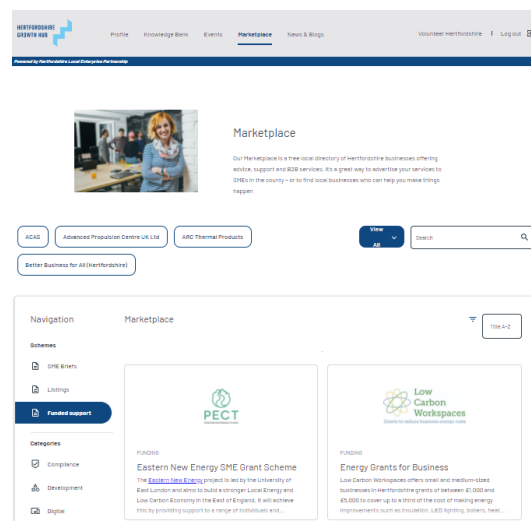 HERTFORDSHIRE
GROWTH HUB
Profile
Knowledge Bank
Events
Marketplace
News & Blogs
Volunteer Hertfordshire
Log out
Powered by Hertfordshire Local Enterprise Partnership
Marketplace
Our Marketplace is a free local directory of Hertfordshire businesses offering
advice, support and B2B services. It's a great way to advertise your services to
SMEs in the county – or to find local businesses who can help you make things
happen
ACAS
Advanced Propulsion Centre UK Ltd
ARC Thermal Products
View
All
Search
Better Business for All (Hertfordshire)
Navigation
Marketplace
Title A-Z
Schemes
SME Briefs
Listings
Funded support
Categories
Compliance
Development
Digital
PECT
FUNDING
Eastern New Energy SME Grant Scheme
The Eastern New Energy project is led by the University of
East London and aims to build a stronger Local Energy and
Low Carbon Economy in the East of England. It will achieve
this by providing support to a range of individuals and...
Low
Carbon
Workspaces
Grants to reduce business energy costs
FUNDING
Energy Grants for Business
Low Carbon Workspaces offers small and medium-sized
businesses in Hertfordshire grants of between £1,000 and
£5,000 to cover up to a third of the cost of making energy
improvements such as insulation, LED lighting, boilers, heat...